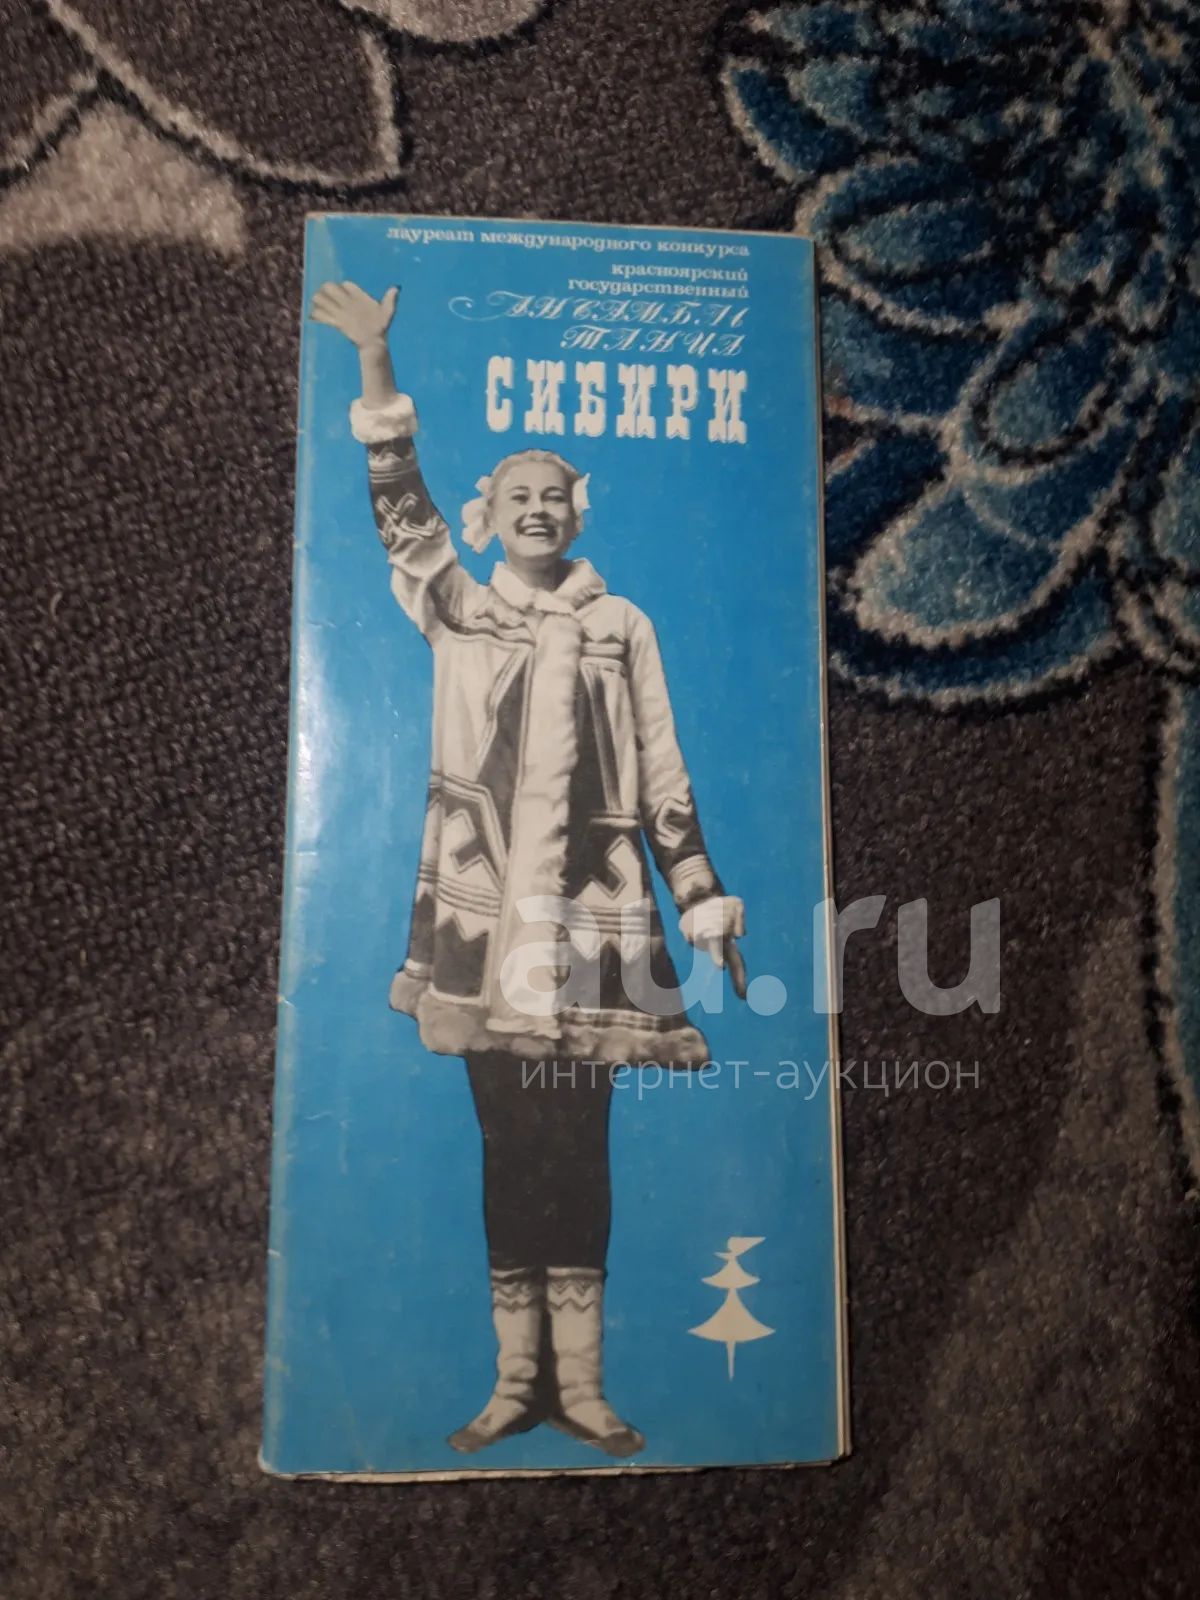 лауреат международного конкурса
красноярский
государственный
АНСАМБЛЬ
ТАНЦА
СИБИРИ
au.ru
интернет-аукцион